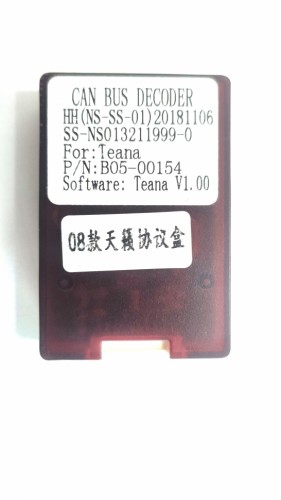 CAN BUS DECODER
HH(NS-SS-01)20181106
SS-NS013211999-0
For:Teana
P/N:B05-00154
Software: Teana V1.00
08款天籁协议盒